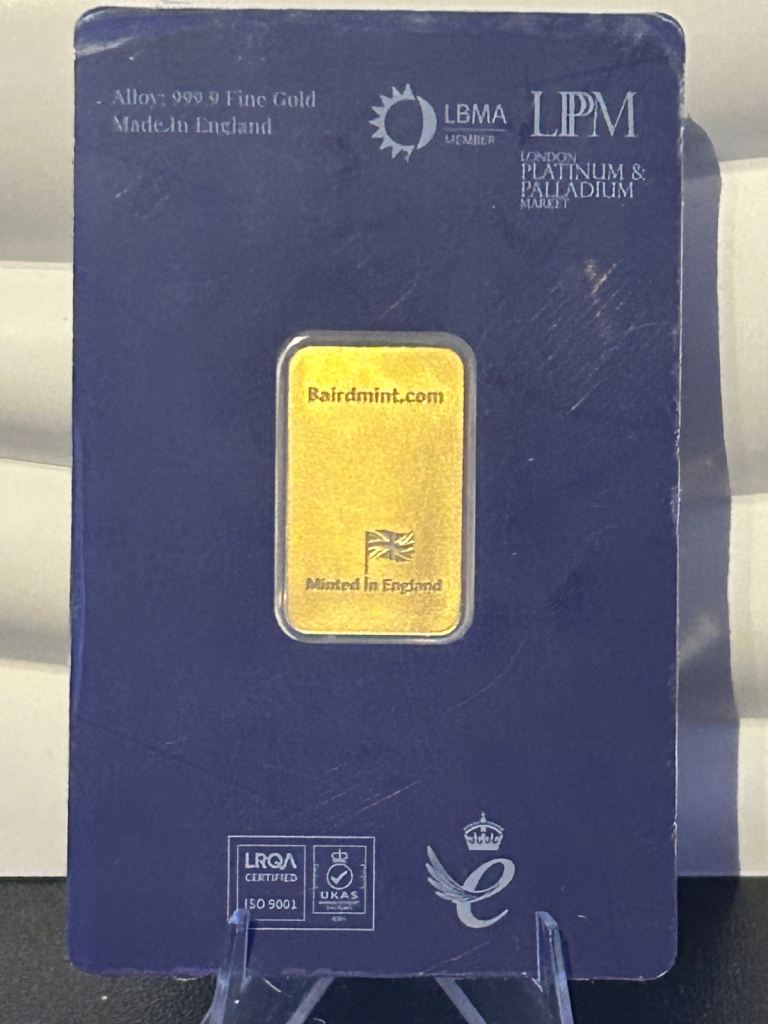 Alloy: 999.9 Fine Gold
Made In England
LBMA
MEMBER
LPPM
LONDON
PLATINUM &
PALLADIUM
MARKET
Bairdmint.com
Minted in England
LRQA
CERTIFIED
ISO 9001
UKAS
e